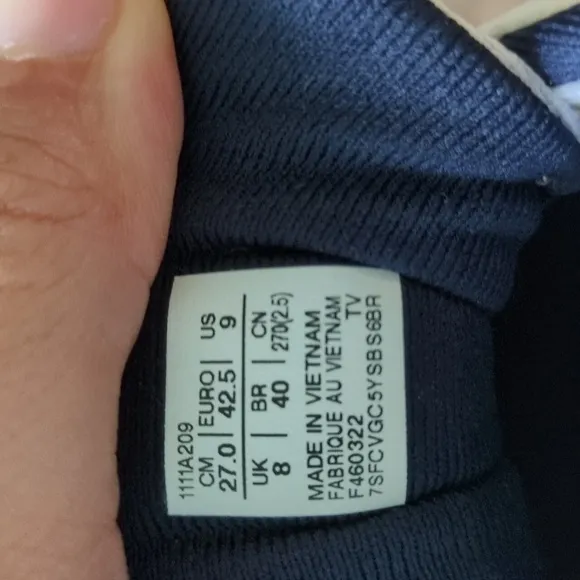 1111A209
CM | EURO | US
27.0 | 42.5 | 9
UK | BR | CN
8 | 40 | 270(2.5)
MADE IN VIETNAM
FABRIQUE AU VIETNAM
F460322 TV
7SFCVGC5YSBS6BR